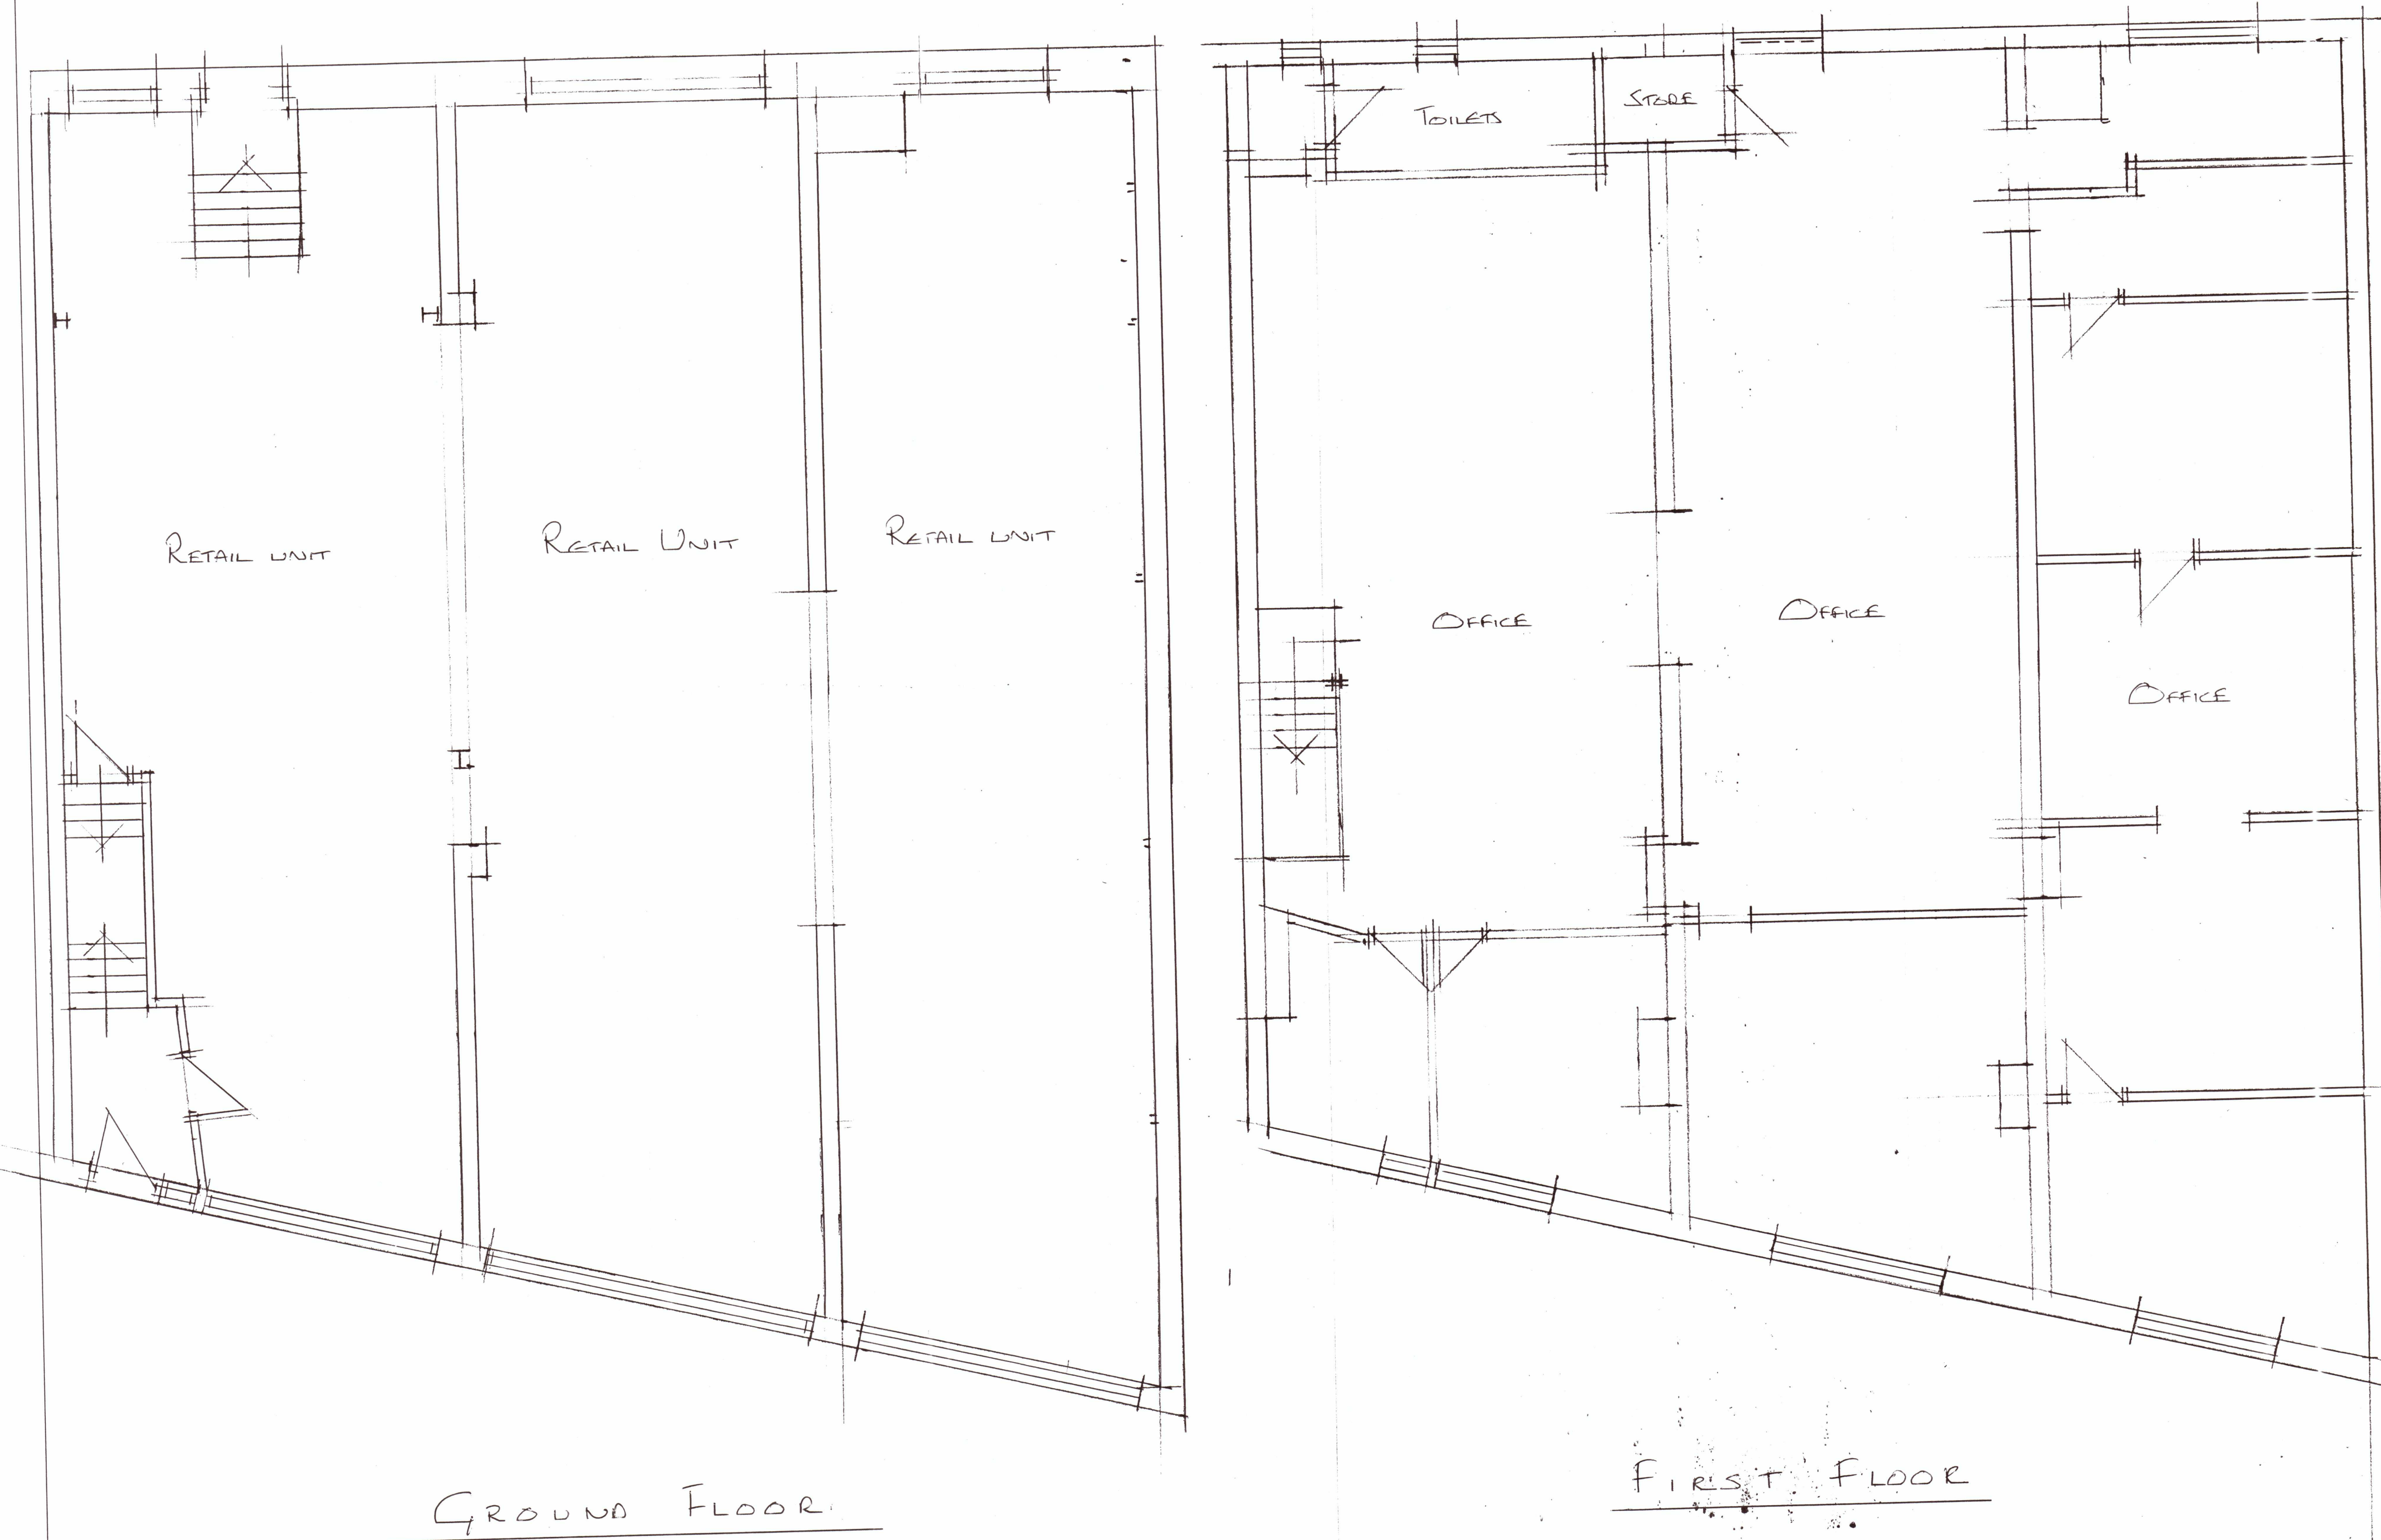 RETAIL UNIT
RETAIL UNIT
RETAIL UNIT
GROUND FLOOR.
TOILETS
STORE
OFFICE
OFFICE
OFFICE
FIRST FLOOR